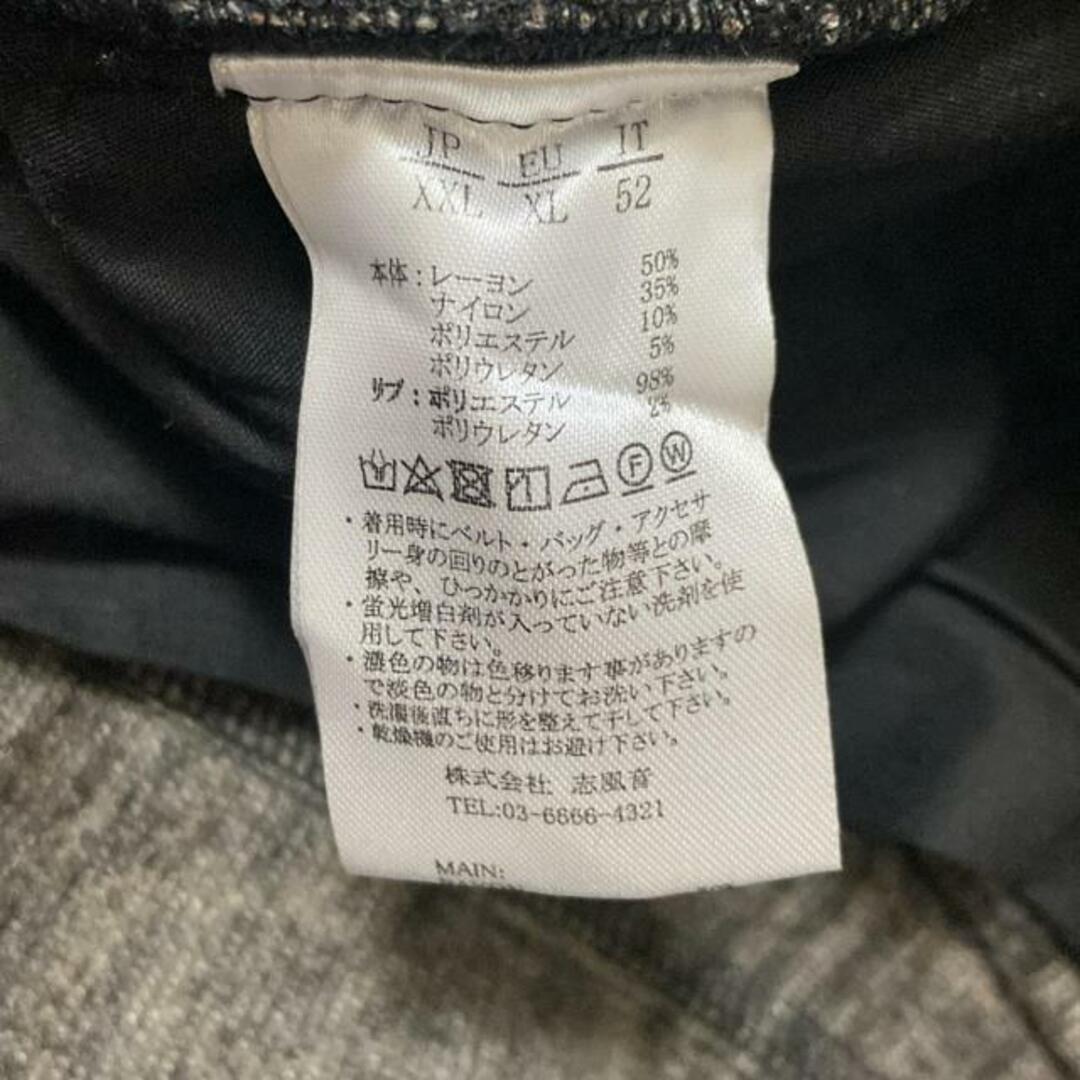 JP EU IT
XXL XL 52
本体：レーヨン 50%
ナイロン 35%
ポリエステル 10%
ポリウレタン 5%
リブ：ポリエステル 98%
ポリウレタン 2%
F W
・着用時にベルト・バッグ・アクセサ
リー身の回りのとがった物等との摩
擦や、ひっかかりにご注意下さい。
・蛍光増白剤が入っていない洗剤を使
用して下さい。
・濃色の物は色移ります事がありますの
で淡色の物と分けてお洗い下さい。
・洗濯後直ちに形を整えて干して下さい。
・乾燥機のご使用はお避け下さい。
株式会社 志風音
TEL:03-6866-4321
MAIN: